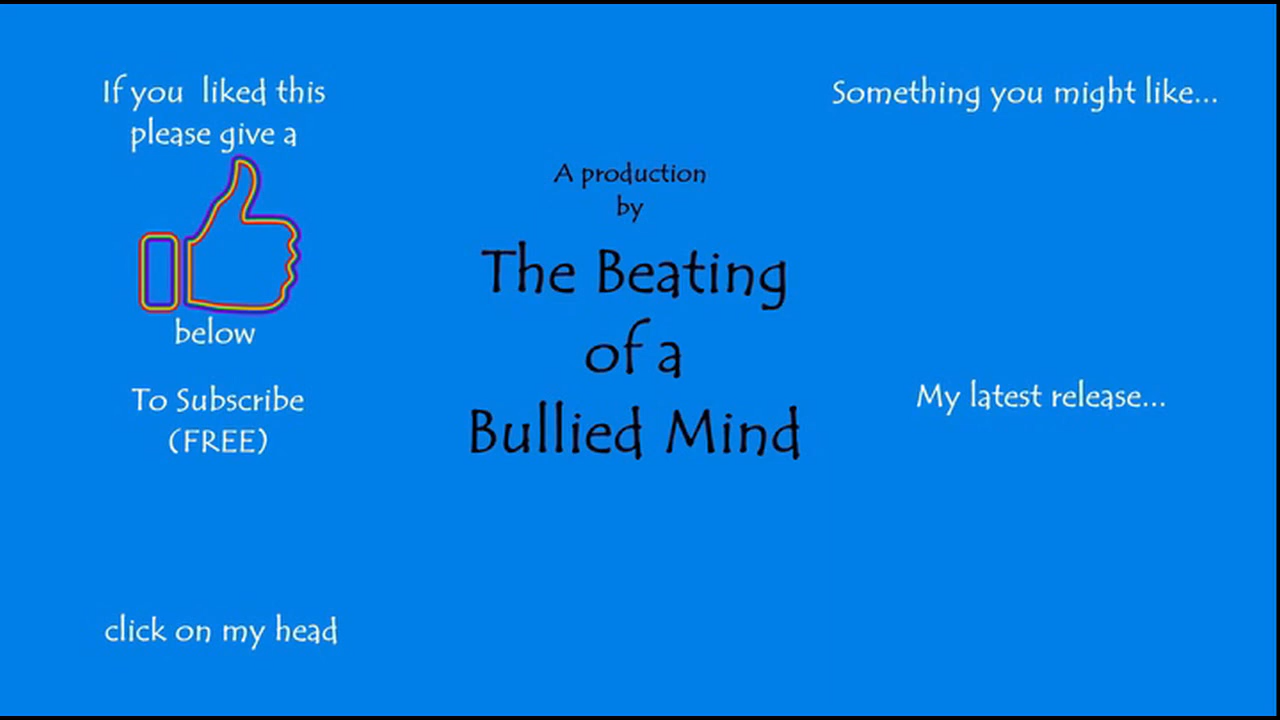 If you liked this
please give a
below
To Subscribe
(FREE)
click on my head
A production
by
The Beating
of a
Bullied Mind
Something you might like...
My latest release...